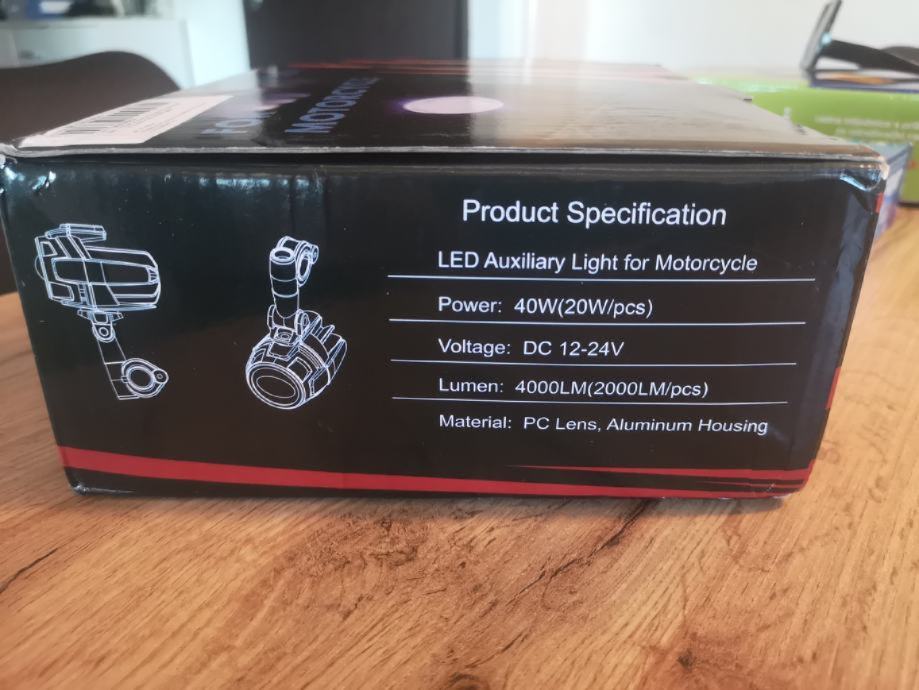 MOTORCYCLE
Product Specification
LED Auxiliary Light for Motorcycle
Power: 40W(20W/pcs)
Voltage: DC 12-24V
Lumen: 4000LM(2000LM/pcs)
Material: PC Lens, Aluminum Housing